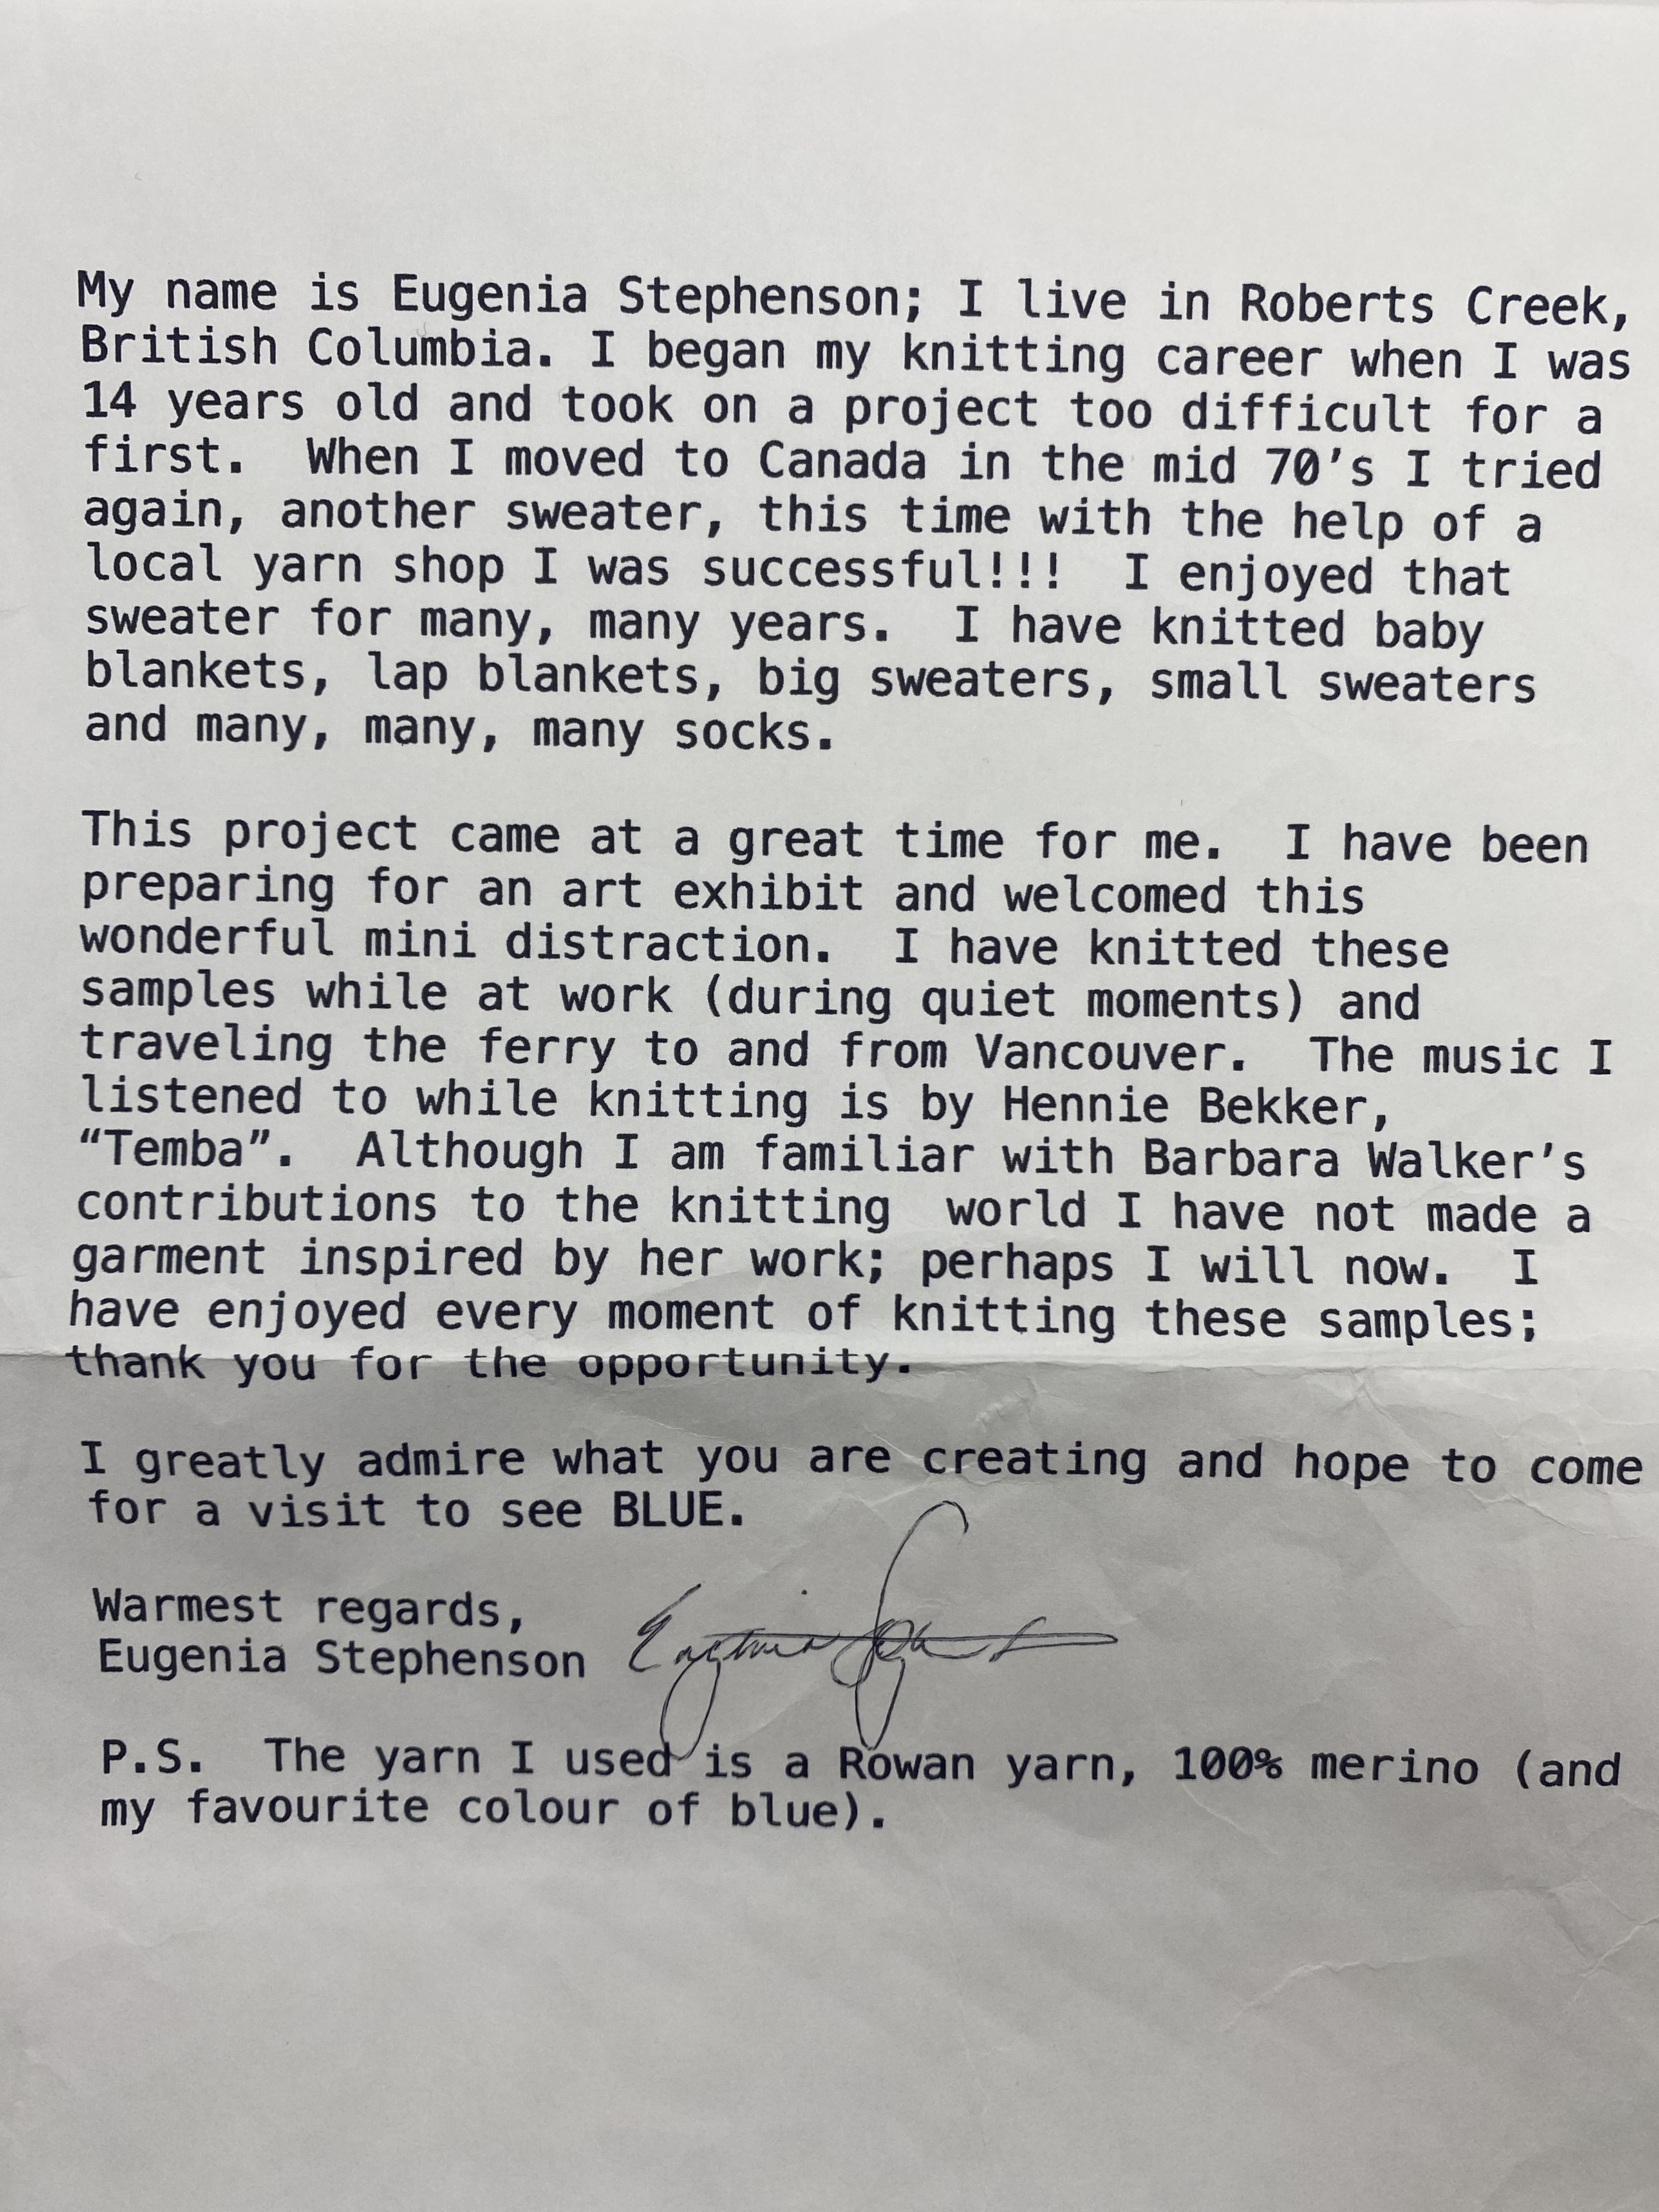 My name is Eugenia Stephenson; I live in Roberts Creek,
British Columbia. I began my knitting career when I was
14 years old and took on a project too difficult for a
first.  When I moved to Canada in the mid 70’s I tried
again, another sweater, this time with the help of a
local yarn shop I was successful!!!  I enjoyed that
sweater for many, many years.  I have knitted baby
blankets, lap blankets, big sweaters, small sweaters
and many, many, many socks.
This project came at a great time for me.  I have been
preparing for an art exhibit and welcomed this
wonderful mini distraction.  I have knitted these
samples while at work (during quiet moments) and
traveling the ferry to and from Vancouver.  The music I
listened to while knitting is by Hennie Bekker,
“Temba”.  Although I am familiar with Barbara Walker’s
contributions to the knitting  world I have not made a
garment inspired by her work; perhaps I will now.  I
have enjoyed every moment of knitting these samples;
thank you for the opportunity.
I greatly admire what you are creating and hope to come
for a visit to see BLUE.
Warmest regards,
Eugenia Stephenson
P.S.  The yarn I used is a Rowan yarn, 100% merino (and
my favourite colour of blue).